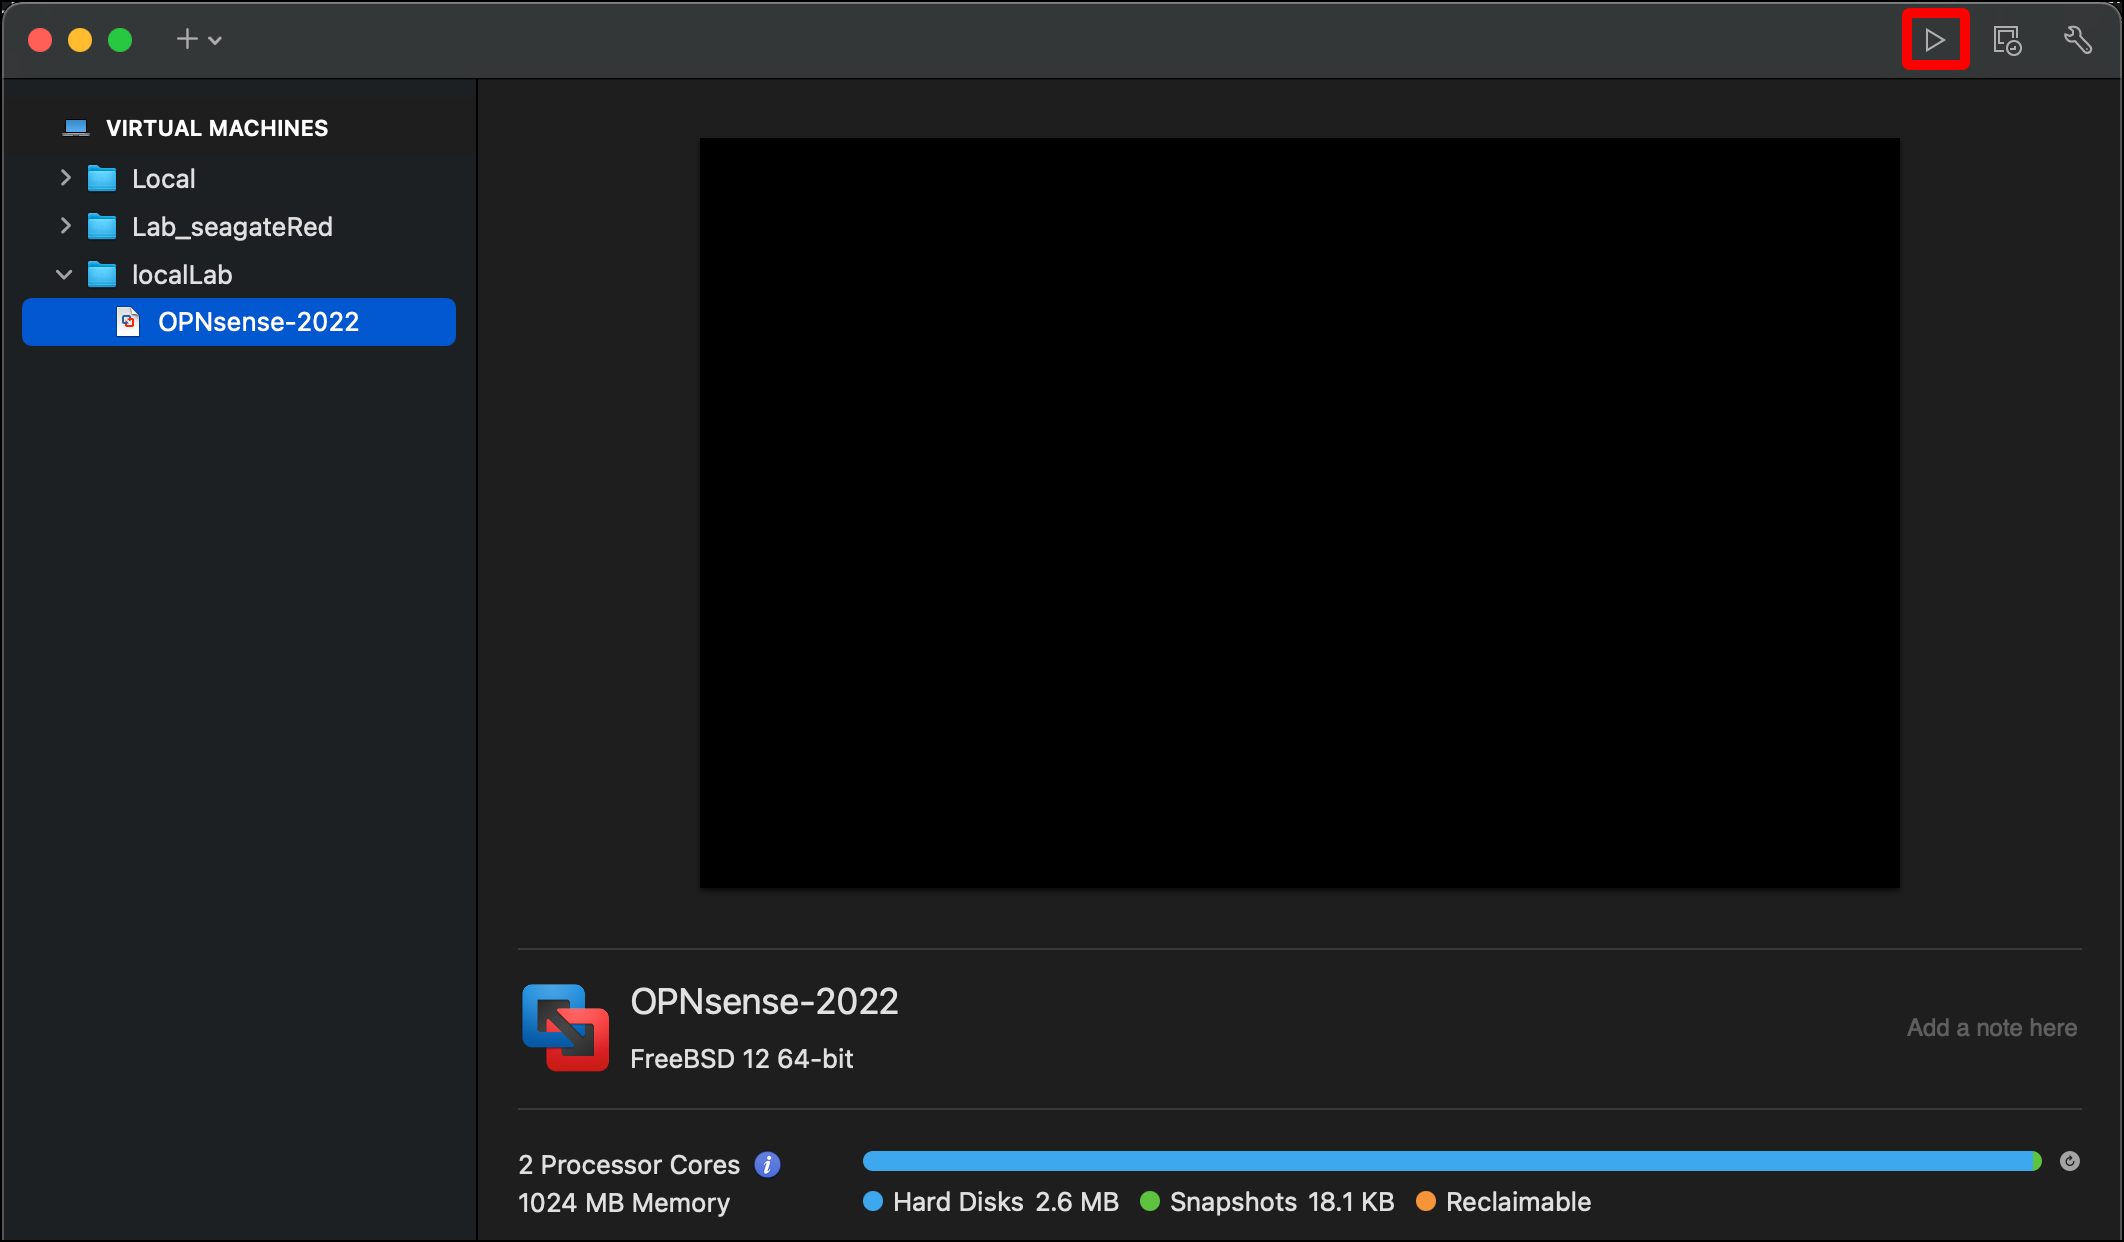 VIRTUAL MACHINES
Local
Lab_seagateRed
localLab
OPNsense-2022
OPNsense-2022
FreeBSD 12 64-bit
Add a note here
2 Processor Cores
1024 MB Memory
Hard Disks 2.6 MB Snapshots 18.1 KB Reclaimable